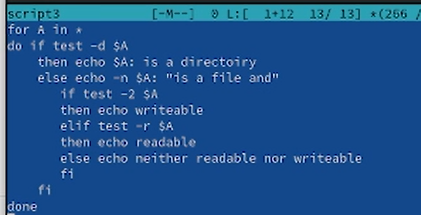 script3 [-M--] 0 L:[ 1+12 13/ 13] *(266 /
for A in *
do if test -d $A
then echo $A: is a directoiry
else echo -n $A: "is a file and"
if test -2 $A
then echo writeable
elif test -r $A
then echo readable
else echo neither readable nor writeable
fi
fi
done